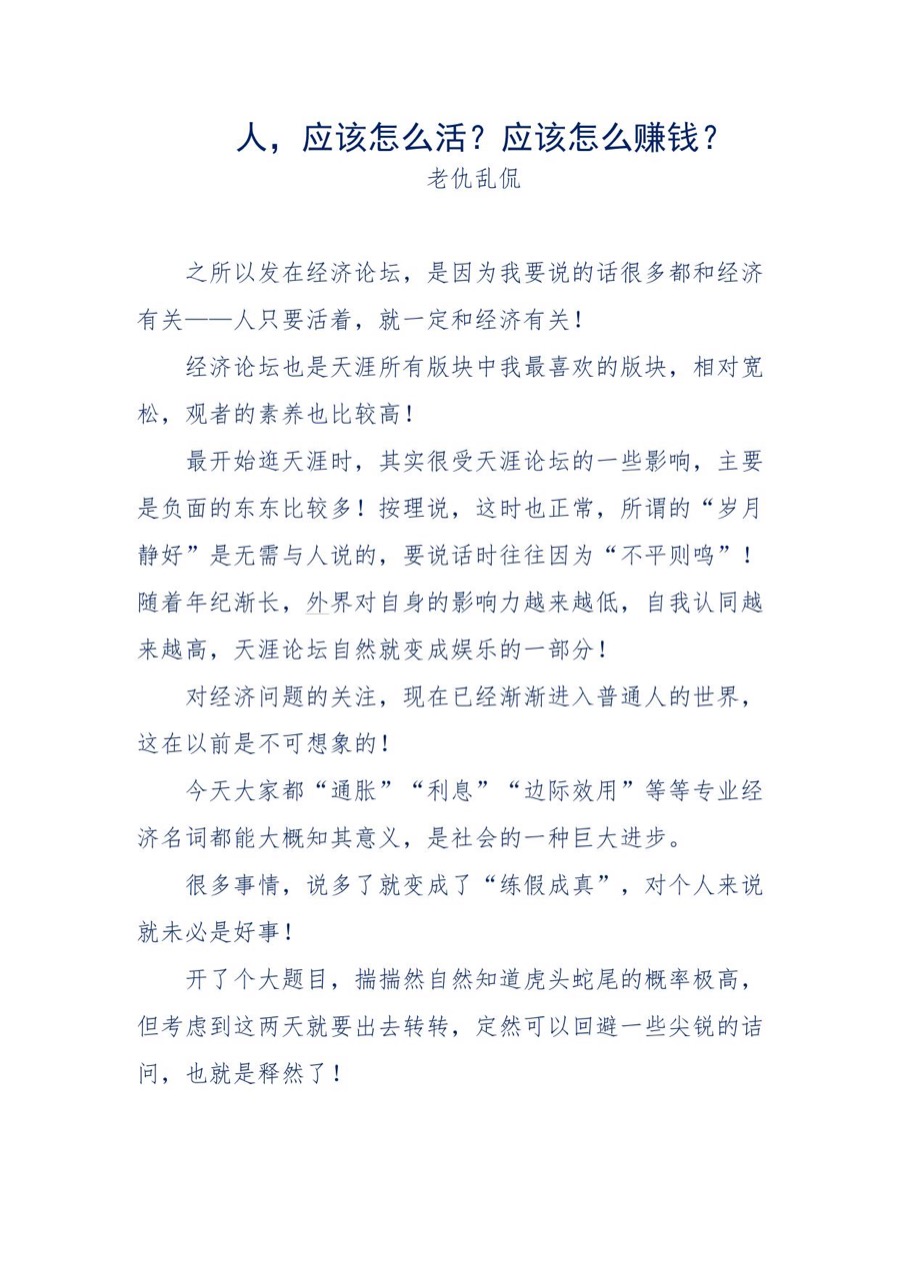 人，应该怎么活？应该怎么赚钱？
老仇乱侃
之所以发在经济论坛，是因为我要说的话很多都和经济
有关——人只要活着，就一定和经济有关！
经济论坛也是天涯所有版块中我最喜欢的版块，相对宽
松，观者的素养也比较高！
最开始逛天涯时，其实很受天涯论坛的一些影响，主要
是负面的东东比较多！按理说，这时也正常，所谓的“岁月
静好”是无需与人说的，要说话时往往因为“不平则鸣”！
随着年纪渐长，外界对自身的影响力越来越低，自我认同越
来越高，天涯论坛自然就变成娱乐的一部分！
对经济问题的关注，现在已经渐渐进入普通人的世界，
这在以前是不可想象的！
今天大家都“通胀”“利息”“边际效用”等等专业经
济名词都能大概知其意义，是社会的一种巨大进步。
很多事情，说多了就变成了“练假成真”，对个人来说
就未必是好事！
开了个大题目，揣揣然自然知道虎头蛇尾的概率极高，
但考虑到这两天就要出去转转，定然可以回避一些尖锐的诘
问，也就是释然了！